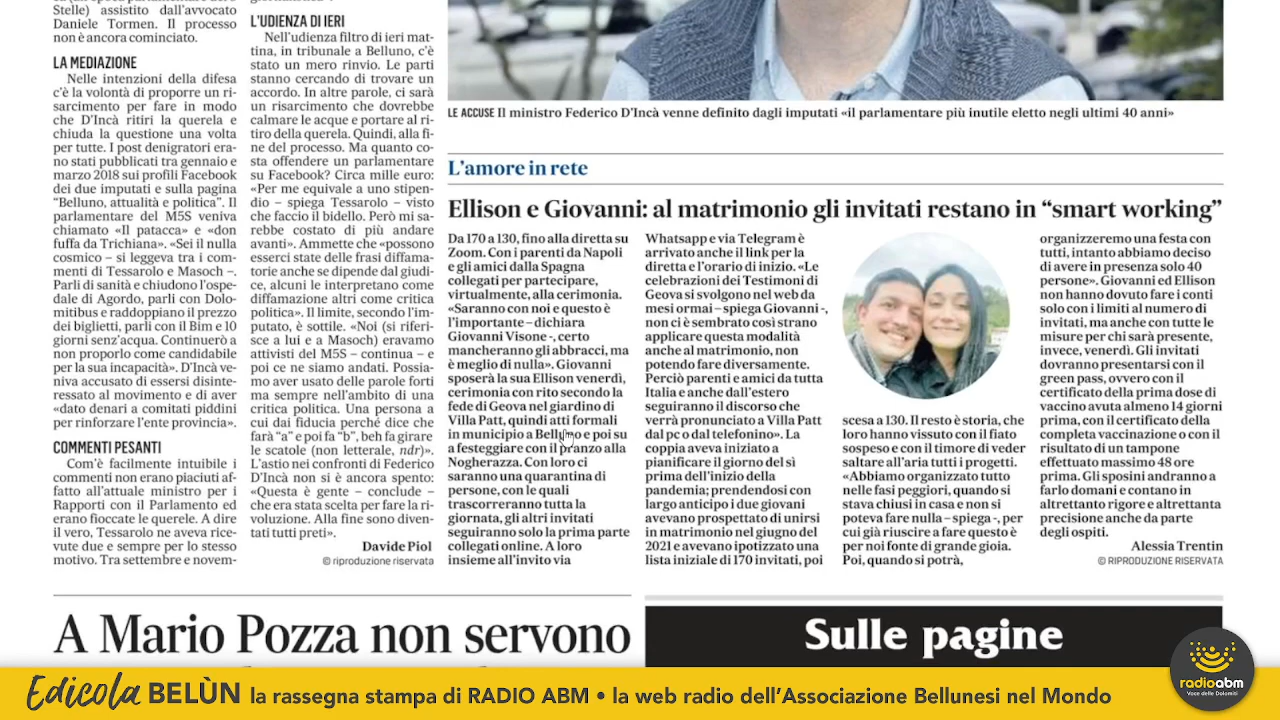 Stelle) assistito dall'avvocato
Daniele Tormen. Il processo
non è ancora cominciato.
LA MEDIAZIONE
Nelle intenzioni della difesa
c'è la volontà di proporre un ri-
sarcimento per fare in modo
che D'Incà ritiri la querela e
chiuda la questione una volta
per tutte. I post denigratori era-
no stati pubblicati tra gennaio e
marzo 2018 sui profili Facebook
dei due imputati e sulla pagina
"Belluno, attualità e politica". Il
parlamentare del M5S veniva
chiamato «Il patacca» e «don
fuffa da Trichiana». «Sei il nulla
cosmico – si leggeva tra i com-
menti di Tessarolo e Masoch –.
Parli di sanità e chiudono l'ospe-
dale di Agordo, parli con Dolo-
mitibus e raddoppiano il prezzo
dei biglietti, parli con il Bim e 10
giorni senz'acqua. Continuerò a
non proporlo come candidabile
per la sua incapacità». D'Incà ve-
niva accusato di essersi disinte-
ressato al movimento e di aver
«dato denari a comitati piddini
per rinforzare l'ente provincia».
COMMENTI PESANTI
Com'è facilmente intuibile i
commenti non erano piaciuti af-
fatto all'attuale ministro per i
Rapporti con il Parlamento ed
erano fioccate le querele. A dire
il vero, Tessarolo ne aveva rice-
vute due e sempre per lo stesso
motivo. Tra settembre e novem-
L'UDIENZA DI IERI
Nell'udienza filtro di ieri mat-
tina, in tribunale a Belluno, c'è
stato un mero rinvio. Le parti
stanno cercando di trovare un
accordo. In altre parole, ci sarà
un risarcimento che dovrebbe
calmare le acque e portare al ri-
tiro della querela. Quindi, alla fi-
ne del processo. Ma quanto co-
sta offendere un parlamentare
su Facebook? Circa mille euro:
«Per me equivale a uno stipen-
dio – spiega Tessarolo – visto
che faccio il bidello. Però mi sa-
rebbe costato di più andare
avanti». Ammette che «possono
esserci state delle frasi diffama-
torie anche se dipende dal giudi-
ce, alcuni le interpretano come
diffamazione altri come critica
politica». Il limite, secondo l'im-
putato, è sottile. «Noi (si riferi-
sce a lui e a Masoch) eravamo
attivisti del M5S – continua – e
poi ce ne siamo andati. Possia-
mo aver usato delle parole forti
ma sempre nell'ambito di una
critica politica. Una persona a
cui dai fiducia perché dice che
farà "a" e poi fa "b", beh fa girare
le scatole (non letterale, ndr)».
L'astio nei confronti di Federico
D'Incà non si è ancora spento:
«Questa è gente – conclude –
che era stata scelta per fare la ri-
voluzione. Alla fine sono diven-
tati tutti preti».
Davide Piol
© riproduzione riservata
LE ACCUSE Il ministro Federico D'Incà venne definito dagli imputati «il parlamentare più inutile eletto negli ultimi 40 anni»
L'amore in rete
Ellison e Giovanni: al matrimonio gli invitati restano in "smart working"
Da 170 a 130, fino alla diretta su
Zoom. Con i parenti da Napoli
e gli amici dalla Spagna
collegati per partecipare,
virtualmente, alla cerimonia.
«Saranno con noi e questo è
l'importante – dichiara
Giovanni Visone -, certo
mancheranno gli abbracci, ma
è meglio di nulla». Giovanni
sposerà la sua Ellison venerdì,
cerimonia con rito secondo la
fede di Geova nel giardino di
Villa Patt, quindi atti formali
in municipio a Belluno e poi su
a festeggiare con il pranzo alla
Nogherazza. Con loro ci
saranno una quarantina di
persone, con le quali
trascorreranno tutta la
giornata, gli altri invitati
seguiranno solo la prima parte
collegati online. A loro
insieme all'invito via
Whatsapp e via Telegram è
arrivato anche il link per la
diretta e l'orario di inizio. «Le
celebrazioni dei Testimoni di
Geova si svolgono nel web da
mesi ormai – spiega Giovanni -,
non ci è sembrato così strano
applicare questa modalità
anche al matrimonio, non
potendo fare diversamente.
Perciò parenti e amici da tutta
Italia e anche dall'estero
seguiranno il discorso che
verrà pronunciato a Villa Patt
dal pc o dal telefonino». La
coppia aveva iniziato a
pianificare il giorno del sì
prima dell'inizio della
pandemia; prendendosi con
largo anticipo i due giovani
avevano prospettato di unirsi
in matrimonio nel giugno del
2021 e avevano ipotizzato una
lista iniziale di 170 invitati, poi
scesa a 130. Il resto è storia, che
loro hanno vissuto con il fiato
sospeso e con il timore di veder
saltare all'aria tutti i progetti.
«Abbiamo organizzato tutto
nelle fasi peggiori, quando si
stava chiusi in casa e non si
poteva fare nulla – spiega -, per
cui già riuscire a fare questo è
per noi fonte di grande gioia.
Poi, quando si potrà,
organizzeremo una festa con
tutti, intanto abbiamo deciso
di avere in presenza solo 40
persone». Giovanni ed Ellison
non hanno dovuto fare i conti
solo con i limiti al numero di
invitati, ma anche con tutte le
misure per chi sarà presente,
invece, venerdì. Gli invitati
dovranno presentarsi con il
green pass, ovvero con il
certificato della prima dose di
vaccino avuta almeno 14 giorni
prima, con il certificato della
completa vaccinazione o con il
risultato di un tampone
effettuato massimo 48 ore
prima. Gli sposini andranno a
farlo domani e contano in
altrettanto rigore e altrettanta
precisione anche da parte
degli ospiti.
Alessia Trentin
© RIPRODUZIONE RISERVATA
A Mario Pozza non servono
Sulle pagine
Edicola BELÙN la rassegna stampa di RADIO ABM • la web radio dell'Associazione Bellunesi nel Mondo
radioabm
Voce delle Dolomiti